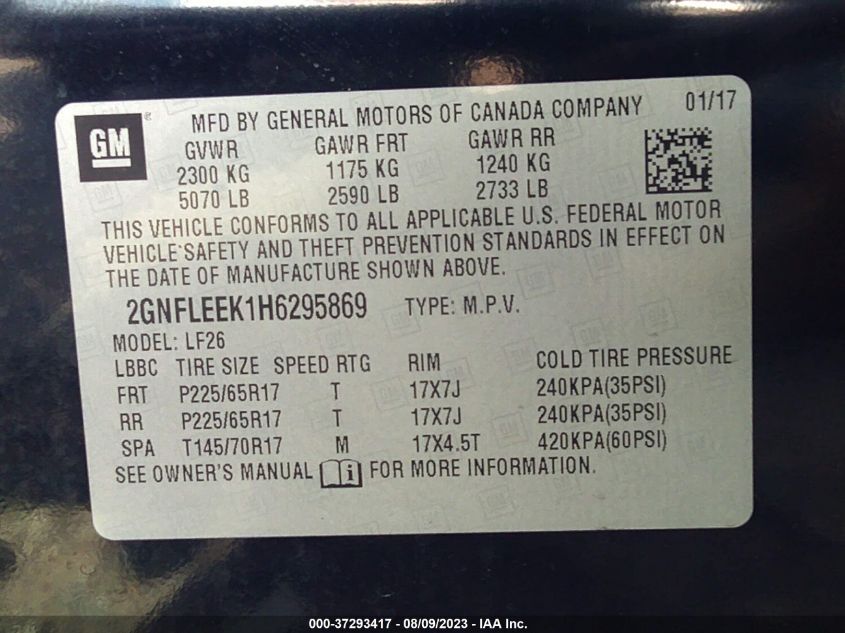 GM®
MFD BY GENERAL MOTORS OF CANADA COMPANY 01/17
GVWR GAWR FRT GAWR RR
2300 KG 1175 KG 1240 KG
5070 LB 2590 LB 2733 LB
THIS VEHICLE CONFORMS TO ALL APPLICABLE U.S. FEDERAL MOTOR
VEHICLE SAFETY AND THEFT PREVENTION STANDARDS IN EFFECT ON
THE DATE OF MANUFACTURE SHOWN ABOVE.
2GNFLEEK1H6295869 TYPE: M.P.V.
MODEL: LF26
LBBC TIRE SIZE SPEED RTG RIM COLD TIRE PRESSURE
FRT P225/65R17 T 17X7J 240KPA(35PSI)
RR P225/65R17 T 17X7J 240KPA(35PSI)
SPA T145/70R17 M 17X4.5T 420KPA(60PSI)
SEE OWNER'S MANUAL i FOR MORE INFORMATION.
000-37293417 - 08/09/2023 - IAA Inc.